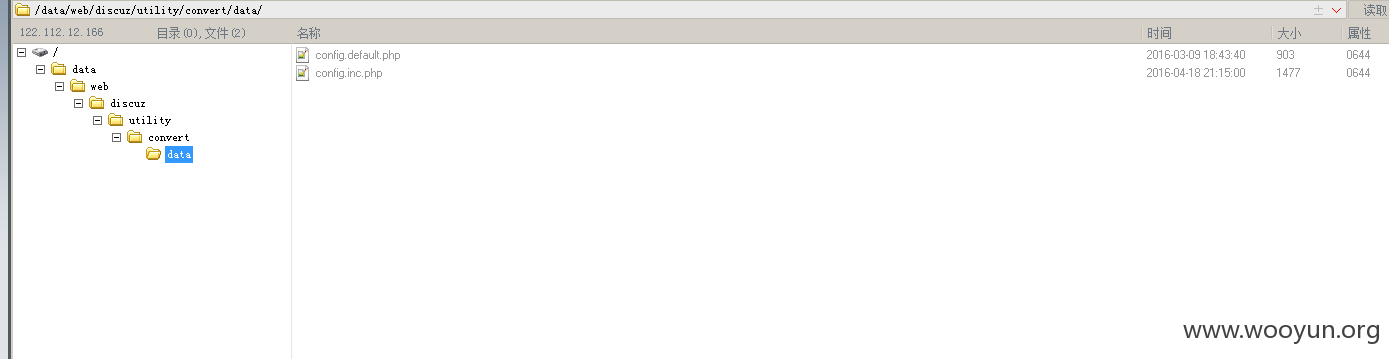 /data/web/discuz/utility/convert/data/ 读取
122.112.12.166 目录(0),文件(2) 名称 时间 大小 属性
/
data
web
discuz
utility
convert
data
config.default.php 2016-03-09 18:43:40 903 0644
config.inc.php 2016-04-18 21:15:00 1477 0644
www.wooyun.org